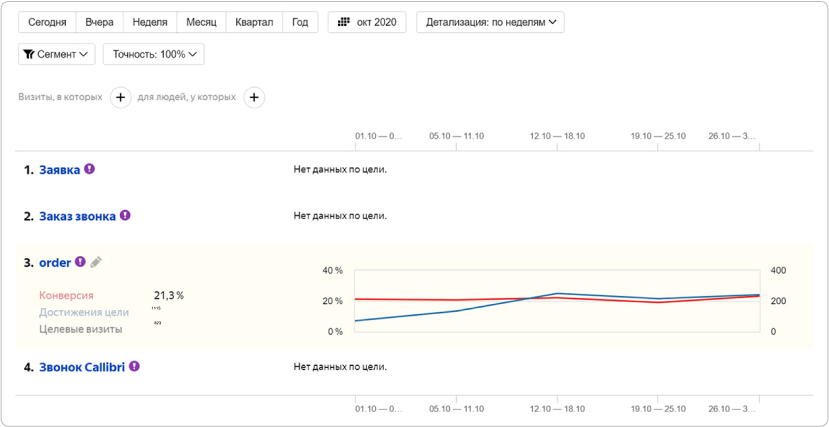 Сегодня Вчера Неделя Месяц Квартал Год окт 2020 Детализация: по неделям
Сегмент Точность: 100%
Визиты, в которых + для людей, у которых +
01.10 — 0... 05.10 — 11.10 12.10 — 18.10 19.10 — 25.10 26.10 — 3...
1. Заявка Нет данных по цели.
2. Заказ звонка Нет данных по цели.
3. order
40 % 400
Конверсия 21,3 %
20 % 200
Достижения цели
Целевые визиты
0 % 0
4. Звонок Callibri Нет данных по цели.
01.10 — 0... 05.10 — 11.10 12.10 — 18.10 19.10 — 25.10 26.10 — 3...